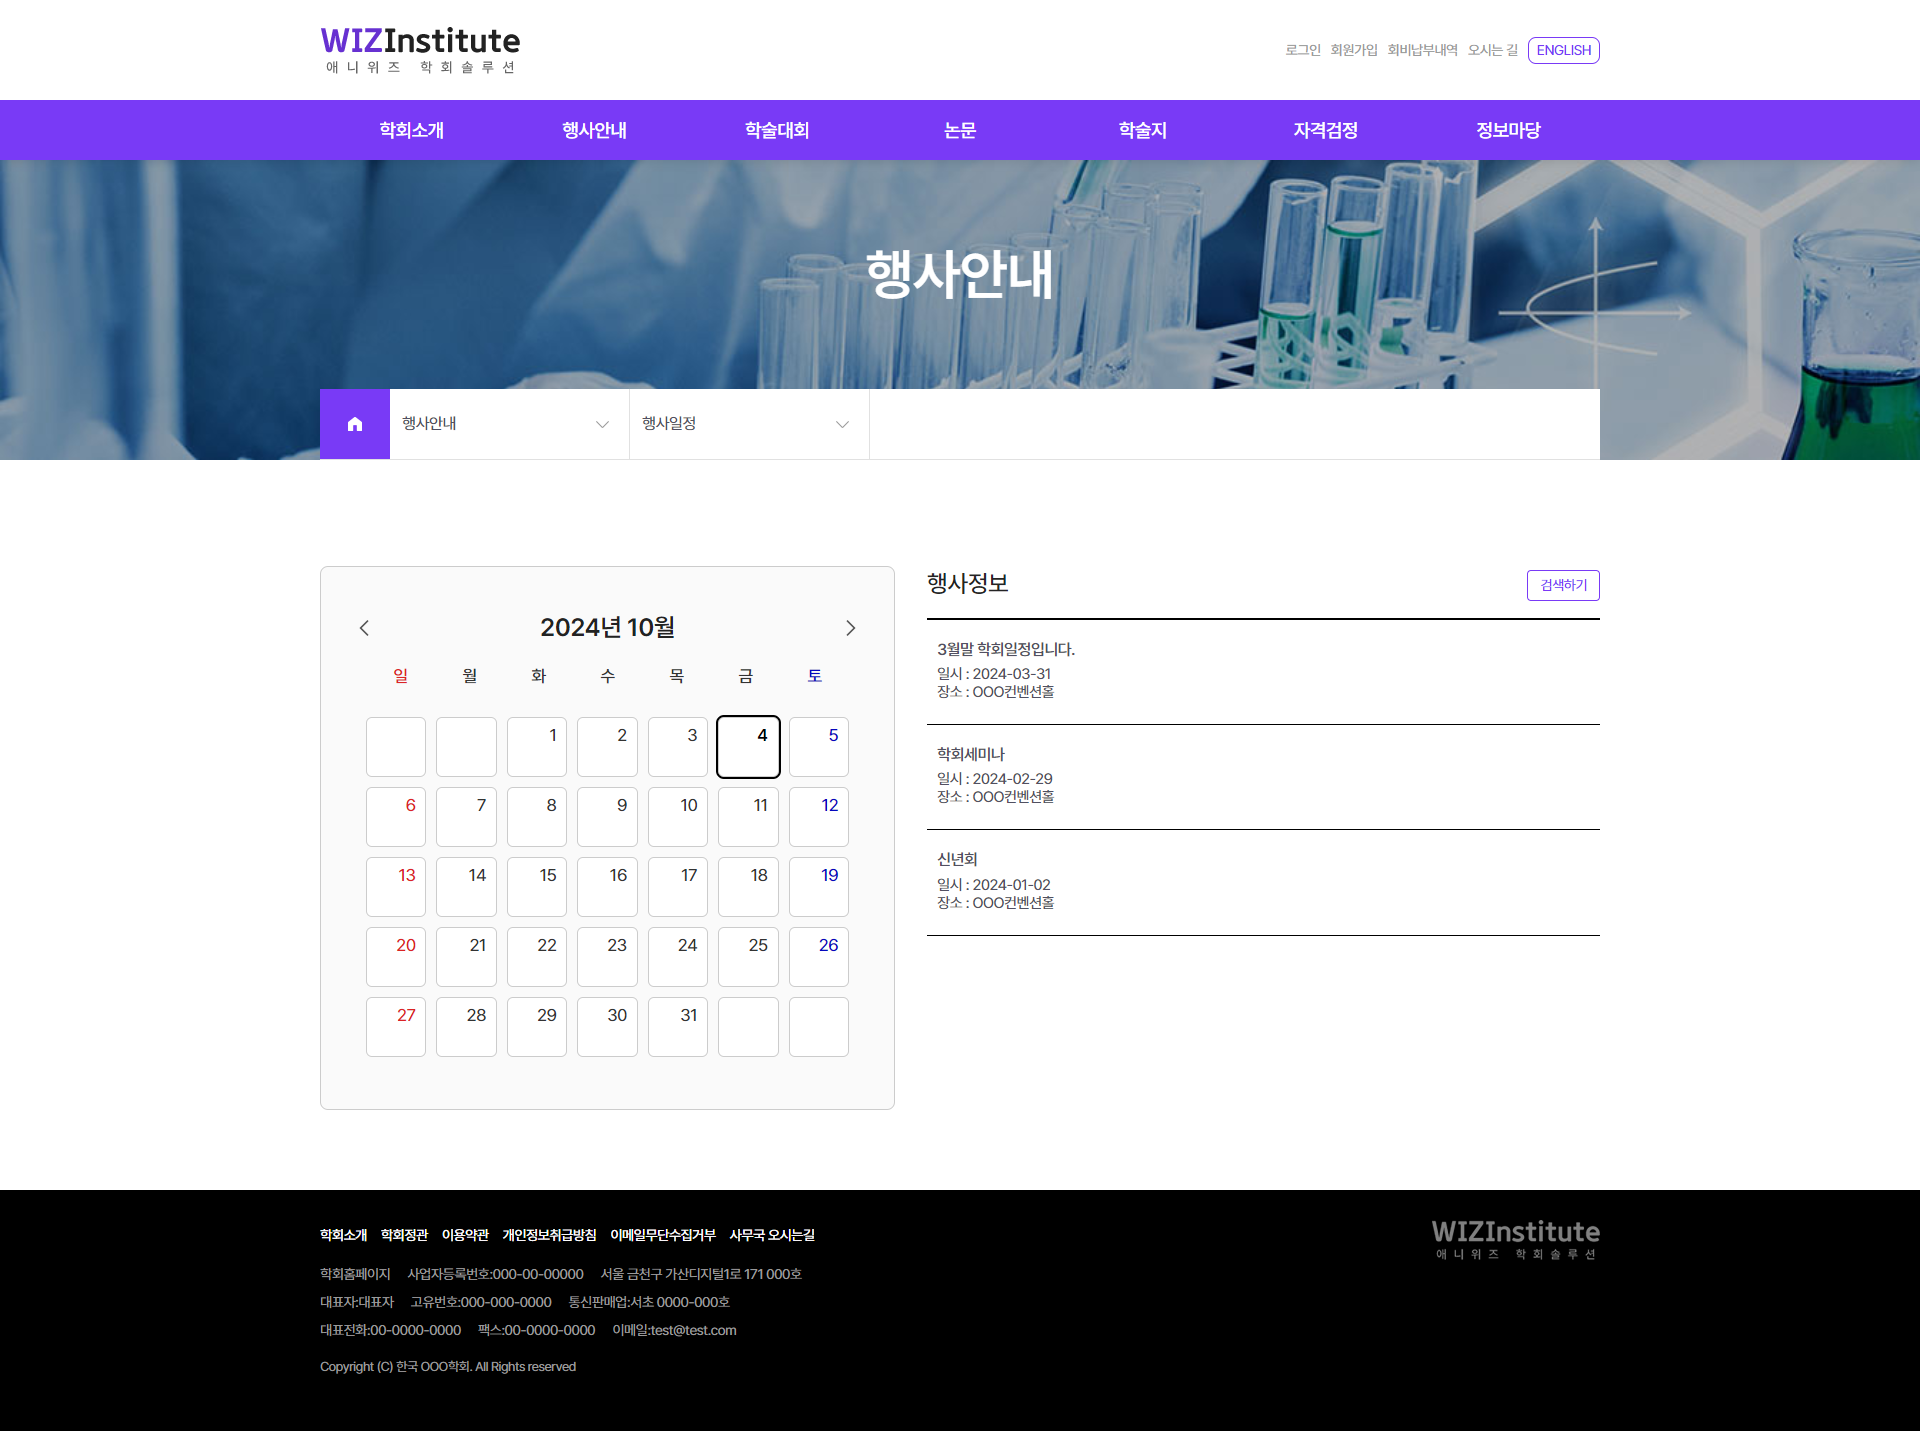 WIZInstitute
애니위즈 학회솔루션
로그인 회원가입 회비납부내역 오시는 길 ENGLISH
학회소개 행사안내 학술대회 논문 학술지 자격검정 정보마당
행사안내
행사안내 행사일정
2024년 10월
일 월 화 수 목 금 토
1 2 3 4 5
6 7 8 9 10 11 12
13 14 15 16 17 18 19
20 21 22 23 24 25 26
27 28 29 30 31
행사정보 검색하기
3월말 학회일정입니다.
일시 : 2024-03-31
장소 : OOO컨벤션홀
학회세미나
일시 : 2024-02-29
장소 : OOO컨벤션홀
신년회
일시 : 2024-01-02
장소 : OOO컨벤션홀
학회소개 학회정관 이용약관 개인정보취급방침 이메일무단수집거부 사무국 오시는길
학회홈페이지 사업자등록번호:000-00-00000 서울 금천구 가산디지털1로 171 000호
대표자:대표자 고유번호:000-000-0000 통신판매업:서초 0000-000호
대표전화:00-0000-0000 팩스:00-0000-0000 이메일:test@test.com
Copyright (C) 한국 OOO학회. All Rights reserved
WIZInstitute
애니위즈 학회솔루션